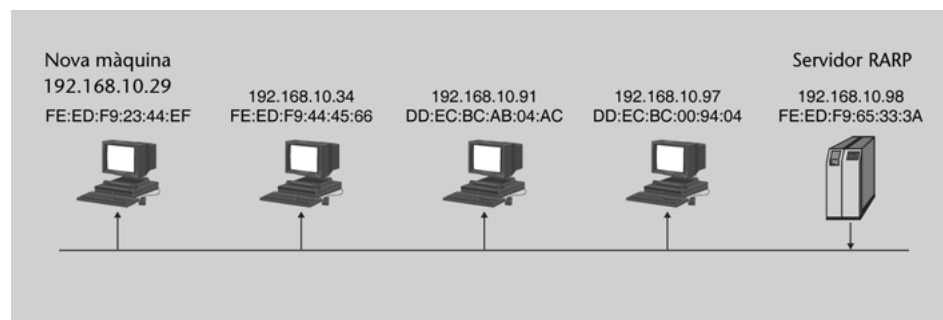 Nova màquina
192.168.10.29
FE:ED:F9:23:44:EF
192.168.10.34
FE:ED:F9:44:45:66
192.168.10.91
DD:EC:BC:AB:04:AC
192.168.10.97
DD:EC:BC:00:94:04
Servidor RARP
192.168.10.98
FE:ED:F9:65:33:3A